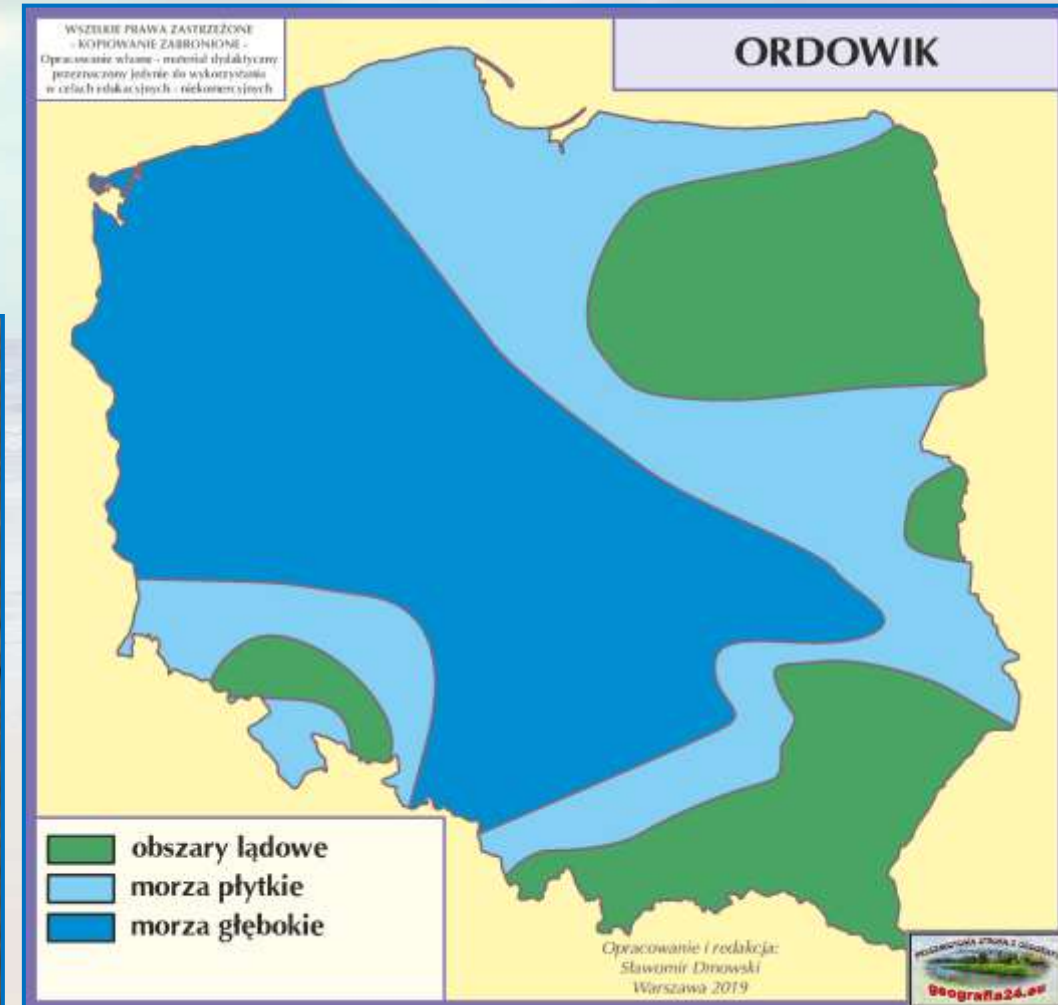 WSZELKIE PRAWA ZASTRZEŻONE
- KOPIOWANIE ZABRONIONE -
Opracowanie własne - materiał dydaktyczny
przeznaczony jedynie do wykorzystania
w celach edukacyjnych - niekomercyjnych
ORDOWIK
obszary lądowe
morza płytkie
morza głębokie
Opracowanie i redakcja:
Sławomir Dmowski
Warszawa 2019
geografia24.eu